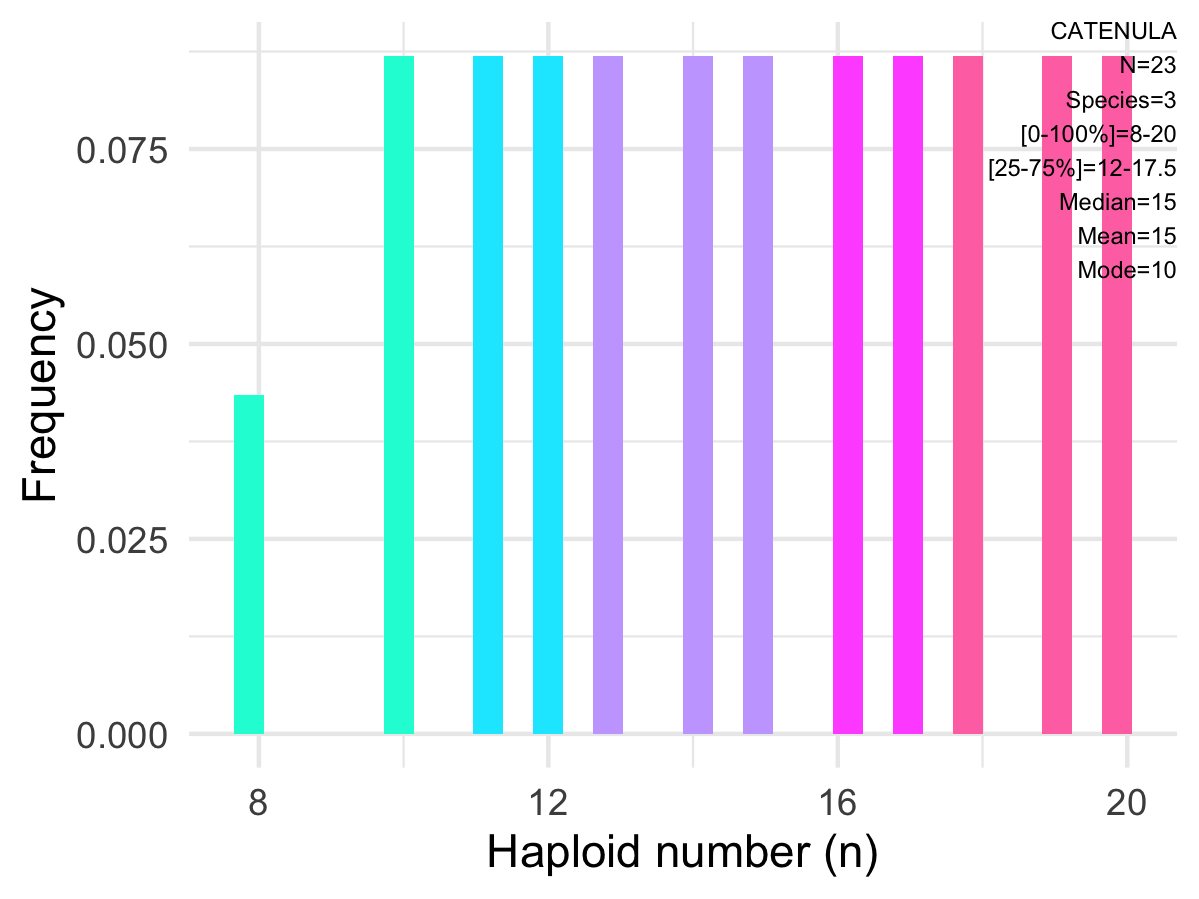 CATENULA
N=23
Species=3
[0-100%]=8-20
[25-75%]=12-17.5
Median=15
Mean=15
Mode=10
0.075
0.050
0.025
0.000
Frequency
8 12 16 20
Haploid number (n)